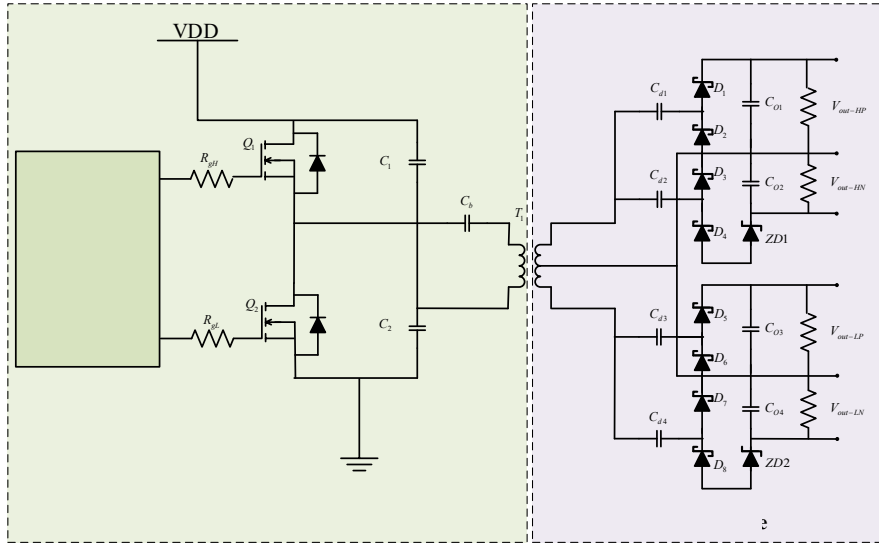 VDD
Q1
RgH
C1
Cb
T1
Q2
RgL
C2
Cd1
D1
CO1
Vout-HP
D2
Cd2
D3
CO2
Vout-HN
D4
ZD1
Cd3
D5
CO3
Vout-LP
D6
Cd4
D7
CO4
Vout-LN
D8
ZD2
e